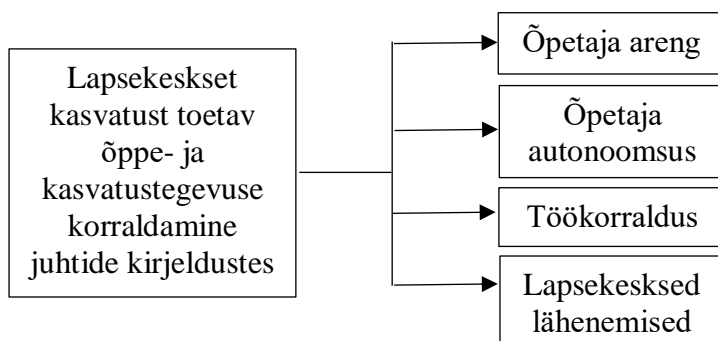 Lapsekeskset
kasvatust toetav
õppe- ja
kasvatustegevuse
korraldamine
juhtide kirjeldustes
Õpetaja areng
Õpetaja
autonoomsus
Töökorraldus
Lapsekesksed
lähenemised